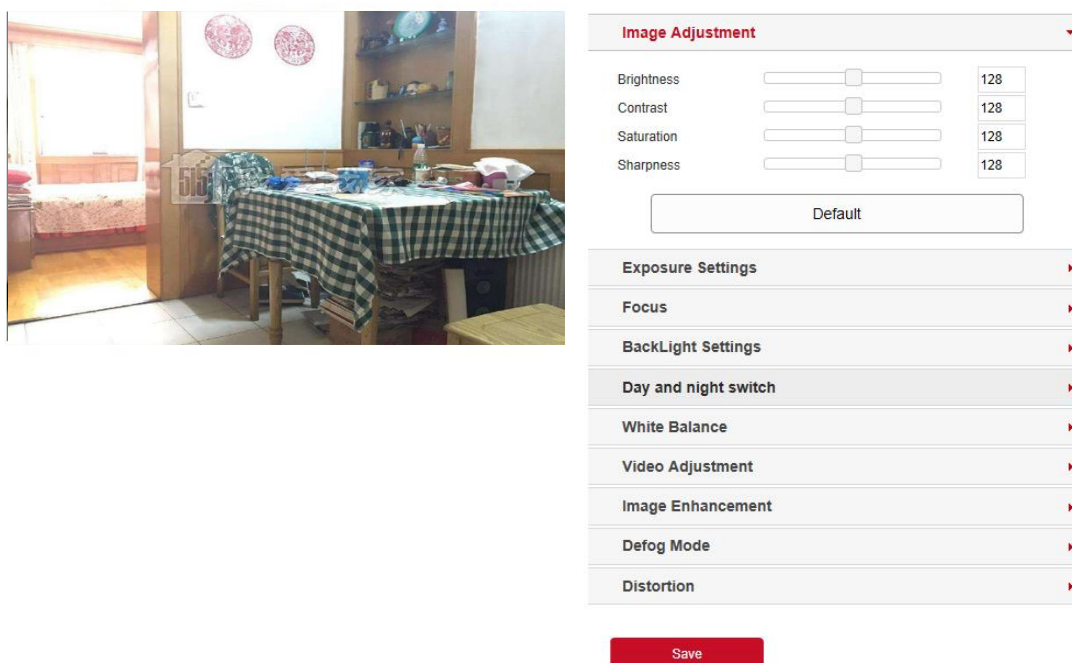 515
Image Adjustment
Brightness 128
Contrast 128
Saturation 128
Sharpness 128
Default
Exposure Settings
Focus
BackLight Settings
Day and night switch
White Balance
Video Adjustment
Image Enhancement
Defog Mode
Distortion
Save